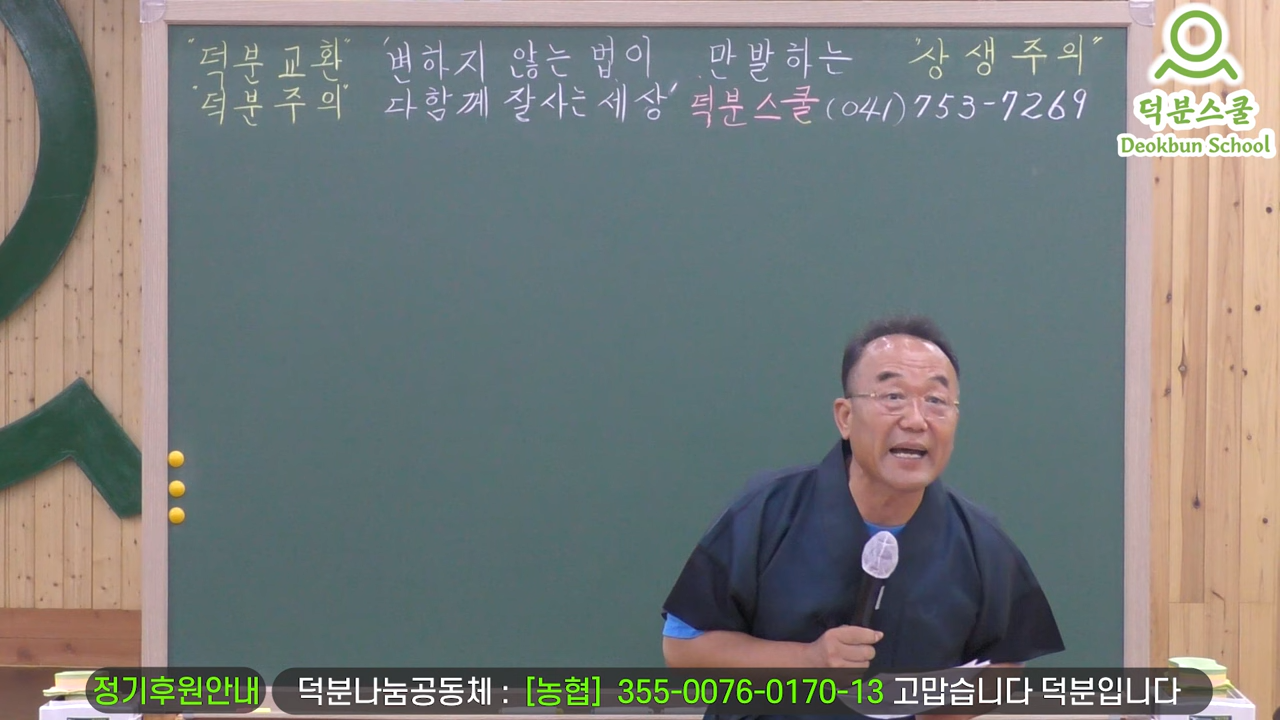 "덕분교환" '변하지 않는 법이 만발하는 "상생주의"
"덕분주의" 다함께 잘사는세상' 덕분스쿨 (041) 753-7269
덕분스쿨
Deokbun School
정기후원안내 덕분나눔공동체 : [농협] 355-0076-0170-13 고맙습니다 덕분입니다